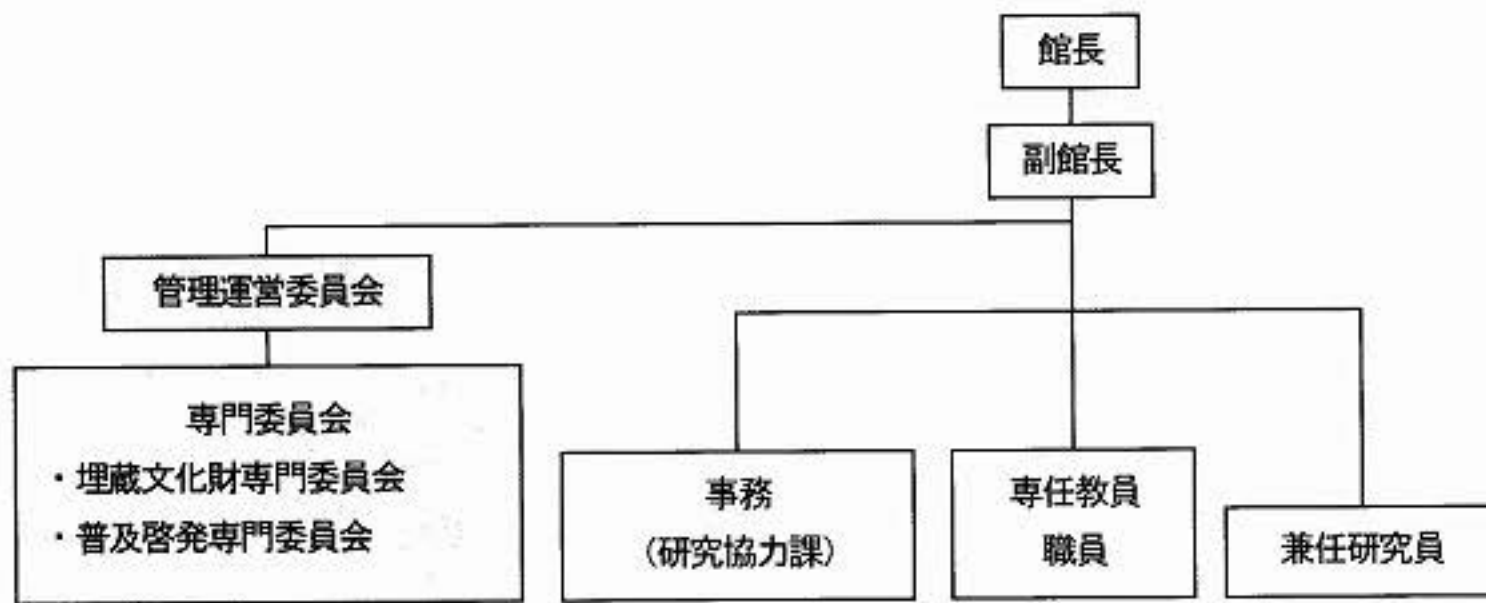 館長
副館長
管理運営委員会
専門委員会
・埋蔵文化財専門委員会
・普及啓発専門委員会
事務
(研究協力課)
専任教員
職員
兼任研究員